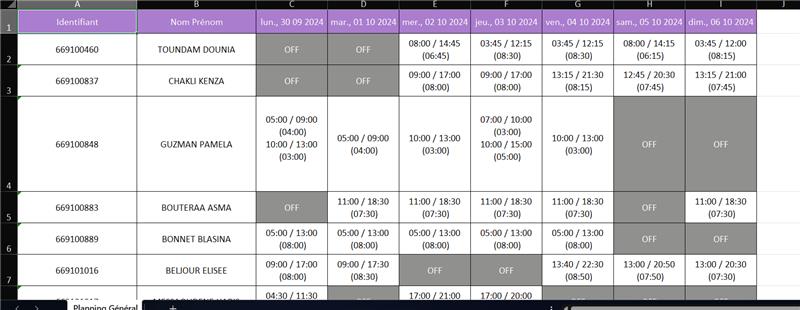 A B C D E F G H I J
1 Identifiant Nom Prénom lun., 30 09 2024 mar., 01 10 2024 mer., 02 10 2024 jeu., 03 10 2024 ven., 04 10 2024 sam., 05 10 2024 dim., 06 10 2024
08:00 / 14:45 03:45 / 12:15 03:45 / 12:15 08:00 / 14:15 03:45 / 12:00
2 669100460 TOUNDAM DOUNIA OFF OFF
(06:45) (08:30) (08:30) (06:15) (08:15)
09:00 / 17:00 09:00 / 17:00 13:15 / 21:30 12:45 / 20:30 13:15 / 21:00
3 669100837 CHAKLI KENZA OFF OFF
(08:00) (08:00) (08:15) (07:45) (07:45)
05:00 / 09:00 07:00 / 10:00
(04:00) 05:00 / 09:00 10:00 / 13:00 (03:00) 10:00 / 13:00
4 669100848 GUZMAN PAMELA OFF OFF
10:00 / 13:00 (04:00) (03:00) 10:00 / 15:00 (03:00)
(03:00) (05:00)
11:00 / 18:30 11:00 / 18:30 11:00 / 18:30 11:00 / 18:30 11:00 / 18:30
5 669100883 BOUTERAA ASMA OFF OFF
(07:30) (07:30) (07:30) (07:30) (07:30)
05:00 / 13:00 05:00 / 13:00 05:00 / 13:00 05:00 / 13:00 05:00 / 13:00
6 669100889 BONNET BLASINA OFF OFF
(08:00) (08:00) (08:00) (08:00) (08:00)
09:00 / 17:00 09:00 / 17:30 13:40 / 22:30 13:00 / 20:50 13:00 / 20:30
7 669101016 BELJOUR ELISEE OFF OFF
(08:00) (08:30) (08:50) (07:50) (07:30)
04:30 / 11:30 17:00 / 21:00 17:00 / 20:00
Planning Général